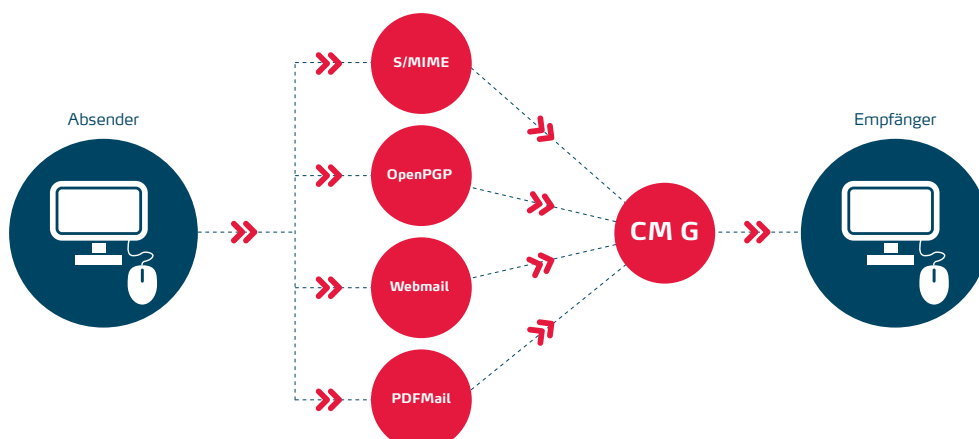 Absender
S/MIME
OpenPGP
Webmail
PDFMail
CM G
Empfänger